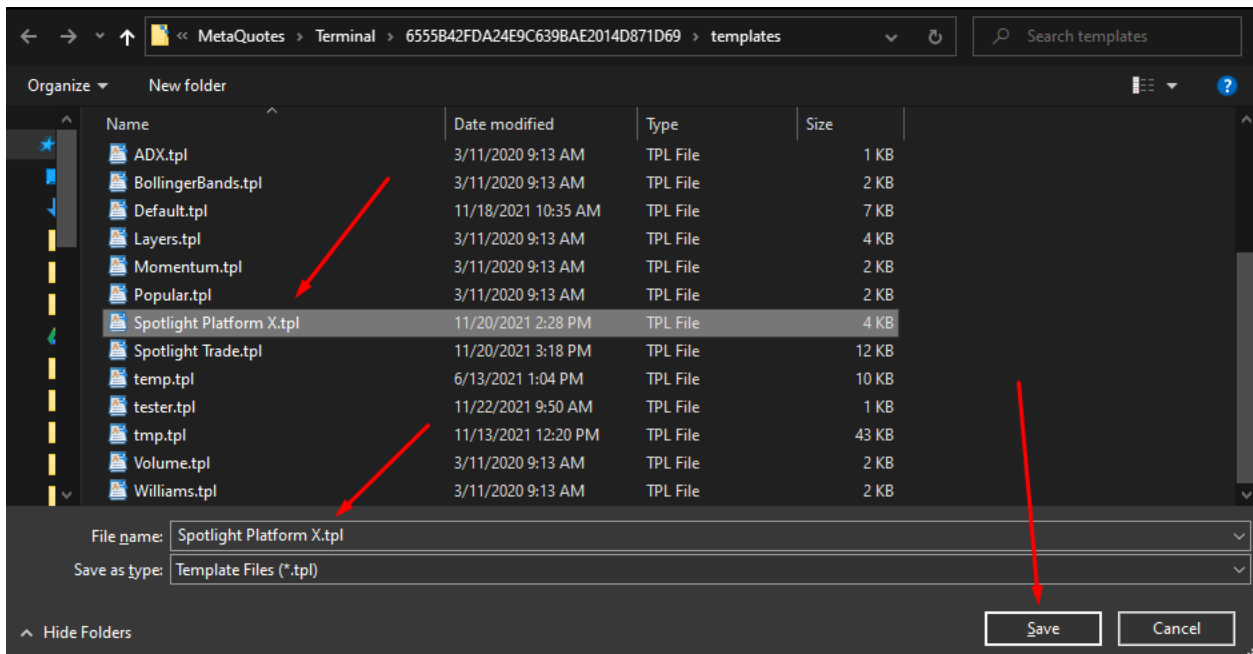 « MetaQuotes > Terminal > 6555B42FDA24E9C639BAE2014D871D69 > templates Search templates
Organize New folder ?
Name Date modified Type Size
ADX.tpl 3/11/2020 9:13 AM TPL File 1 KB
BollingerBands.tpl 3/11/2020 9:13 AM TPL File 2 KB
Default.tpl 11/18/2021 10:35 AM TPL File 7 KB
Layers.tpl 3/11/2020 9:13 AM TPL File 4 KB
Momentum.tpl 3/11/2020 9:13 AM TPL File 2 KB
Popular.tpl 3/11/2020 9:13 AM TPL File 2 KB
Spotlight Platform X.tpl 11/20/2021 2:28 PM TPL File 4 KB
Spotlight Trade.tpl 11/20/2021 3:18 PM TPL File 12 KB
temp.tpl 6/13/2021 1:04 PM TPL File 10 KB
tester.tpl 11/22/2021 9:50 AM TPL File 1 KB
tmp.tpl 11/13/2021 12:20 PM TPL File 43 KB
Volume.tpl 3/11/2020 9:13 AM TPL File 2 KB
Williams.tpl 3/11/2020 9:13 AM TPL File 2 KB
File name: Spotlight Platform X.tpl
Save as type: Template Files (*.tpl)
Hide Folders Save Cancel